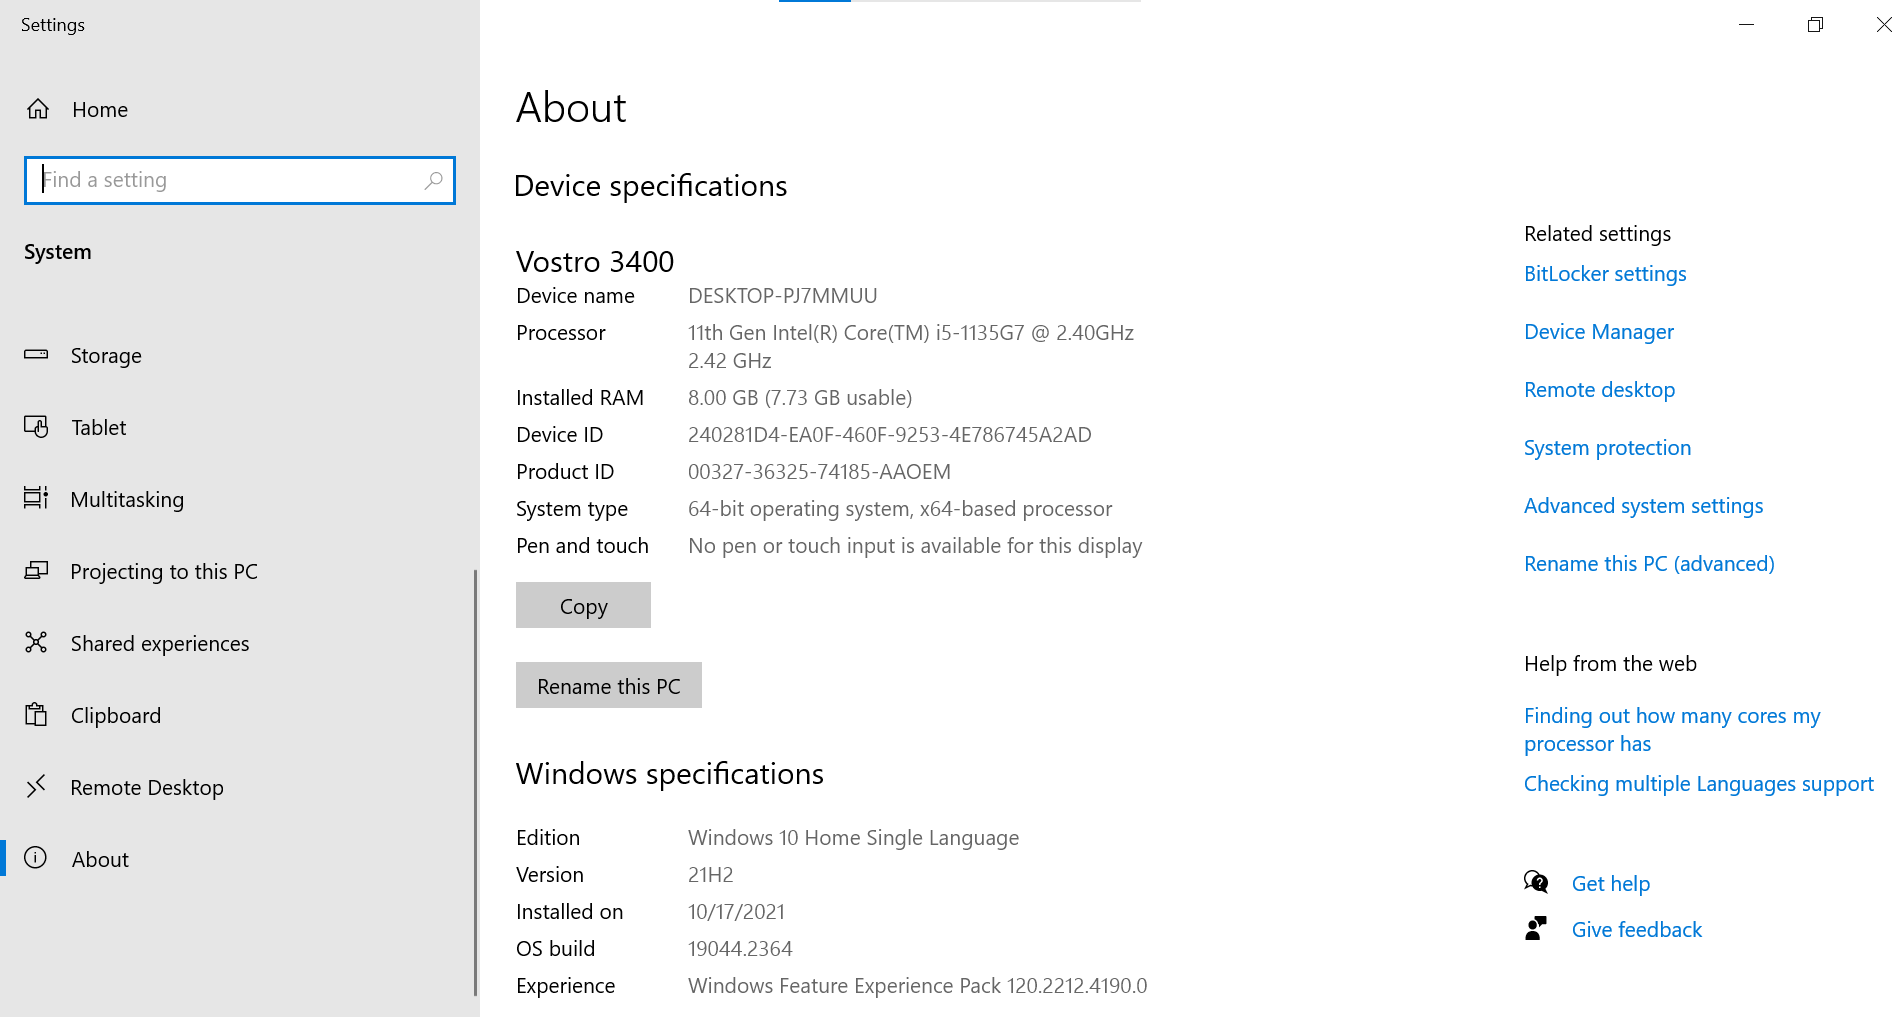 Settings
Home
Find a setting
System
Storage
Tablet
Multitasking
Projecting to this PC
Shared experiences
Clipboard
Remote Desktop
About
About
Device specifications
Vostro 3400
Device name DESKTOP-PJ7MMUU
Processor 11th Gen Intel(R) Core(TM) i5-1135G7 @ 2.40GHz
2.42 GHz
Installed RAM 8.00 GB (7.73 GB usable)
Device ID 240281D4-EA0F-460F-9253-4E786745A2AD
Product ID 00327-36325-74185-AAOEM
System type 64-bit operating system, x64-based processor
Pen and touch No pen or touch input is available for this display
Copy
Rename this PC
Windows specifications
Edition Windows 10 Home Single Language
Version 21H2
Installed on 10/17/2021
OS build 19044.2364
Experience Windows Feature Experience Pack 120.2212.4190.0
Related settings
BitLocker settings
Device Manager
Remote desktop
System protection
Advanced system settings
Rename this PC (advanced)
Help from the web
Finding out how many cores my
processor has
Checking multiple Languages support
Get help
Give feedback